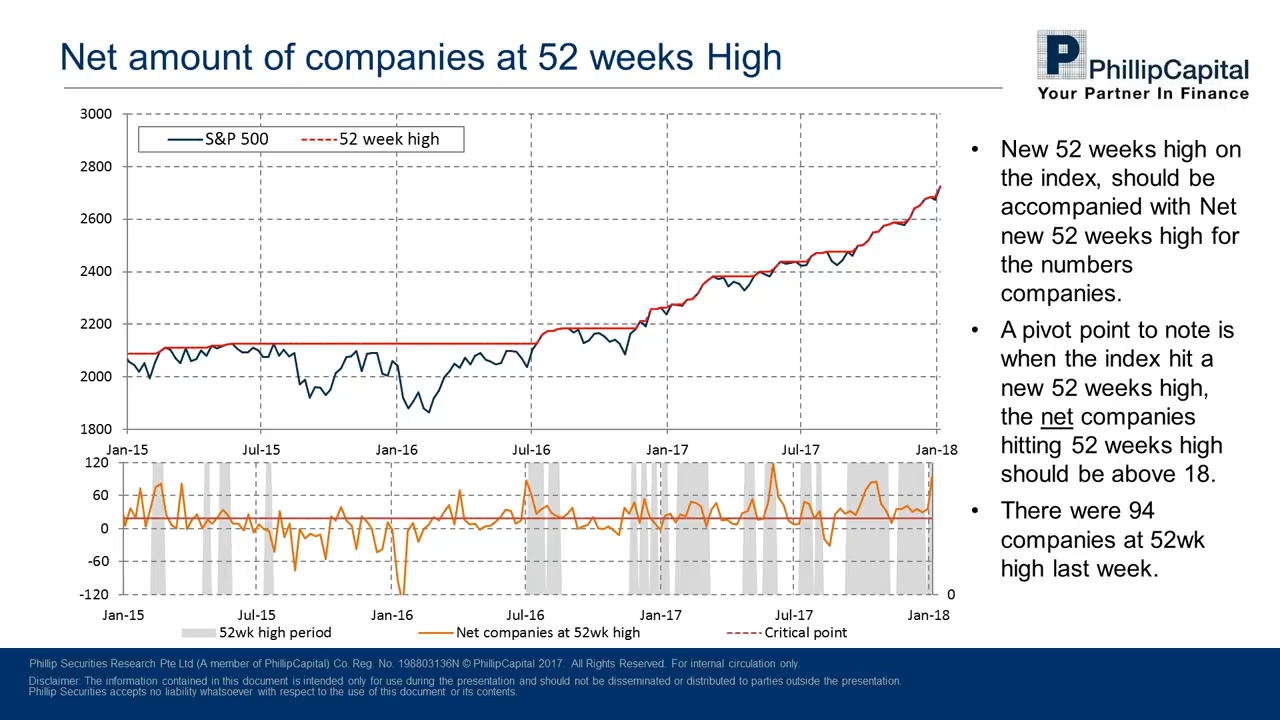 Net amount of companies at 52 weeks High
P
PhillipCapital
Your Partner In Finance
3000
S&P 500 52 week high
2800
2600
2400
2200
2000
1800
Jan-15 Jul-15 Jan-16 Jul-16 Jan-17 Jul-17 Jan-18
120
60
0
-60
-120
0
Jan-15 Jul-15 Jan-16 Jul-16 Jan-17 Jul-17 Jan-18
52wk high period Net companies at 52wk high Critical point
• New 52 weeks high on
the index, should be
accompanied with Net
new 52 weeks high for
the numbers
companies.
• A pivot point to note is
when the index hit a
new 52 weeks high,
the net companies
hitting 52 weeks high
should be above 18.
• There were 94
companies at 52wk
high last week.
Phillip Securities Research Pte Ltd (A member of PhillipCapital) Co. Reg. No. 198803136N © PhillipCapital 2017. All Rights Reserved. For internal circulation only.
Disclaimer: The information contained in this document is intended only for use during the presentation and should not be disseminated or distributed to parties outside the presentation.
Phillip Securities accepts no liability whatsoever with respect to the use of this document or its contents.